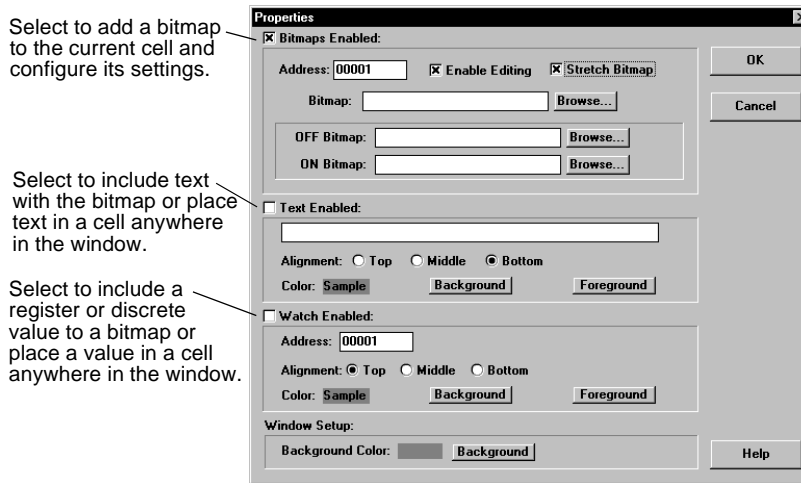 Select to add a bitmap
to the current cell and
configure its settings.
Select to include text
with the bitmap or place
text in a cell anywhere
in the window.
Select to include a
register or discrete
value to a bitmap or
place a value in a cell
anywhere in the window.
Properties
Bitmaps Enabled:
Address: 00001 Enable Editing Stretch Bitmap
Bitmap: Browse...
OFF Bitmap: Browse...
ON Bitmap: Browse...
Text Enabled:
Alignment: Top Middle Bottom
Color: Sample Background Foreground
Watch Enabled:
Address: 00001
Alignment: Top Middle Bottom
Color: Sample Background Foreground
Window Setup:
Background Color: Background
OK
Cancel
Help